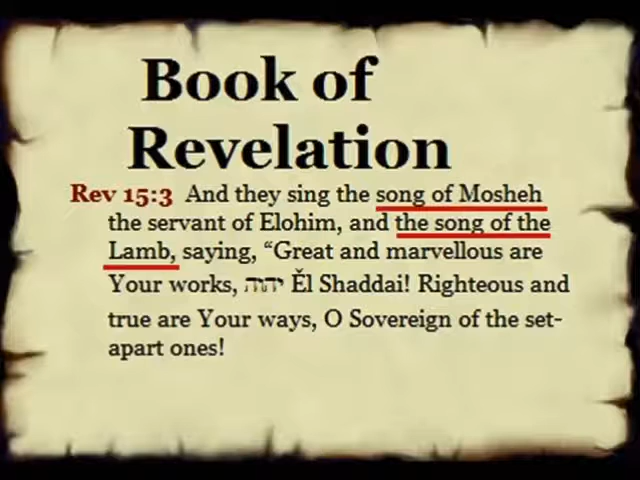 Book of
Revelation
Rev 15:3 And they sing the song of Mosheh
the servant of Elohim, and the song of the
Lamb, saying, “Great and marvellous are
Your works, יהוה Ěl Shaddai! Righteous and
true are Your ways, O Sovereign of the set-
apart ones!